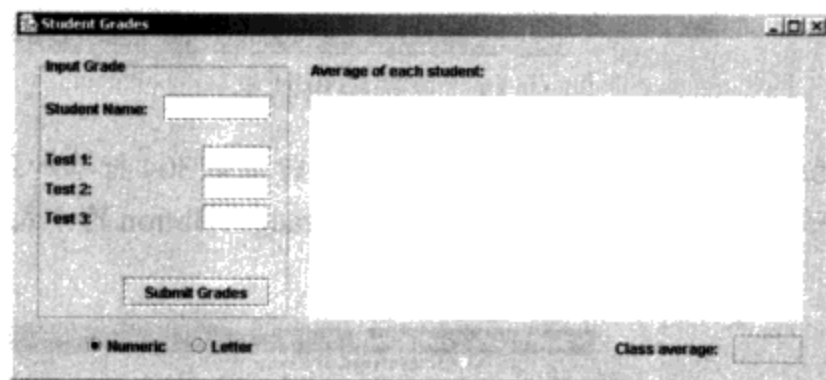 Student Grades
Input Grade
Student Name:
Test 1:
Test 2:
Test 3:
Submit Grades
Numeric
Letter
Average of each student:
Class average: